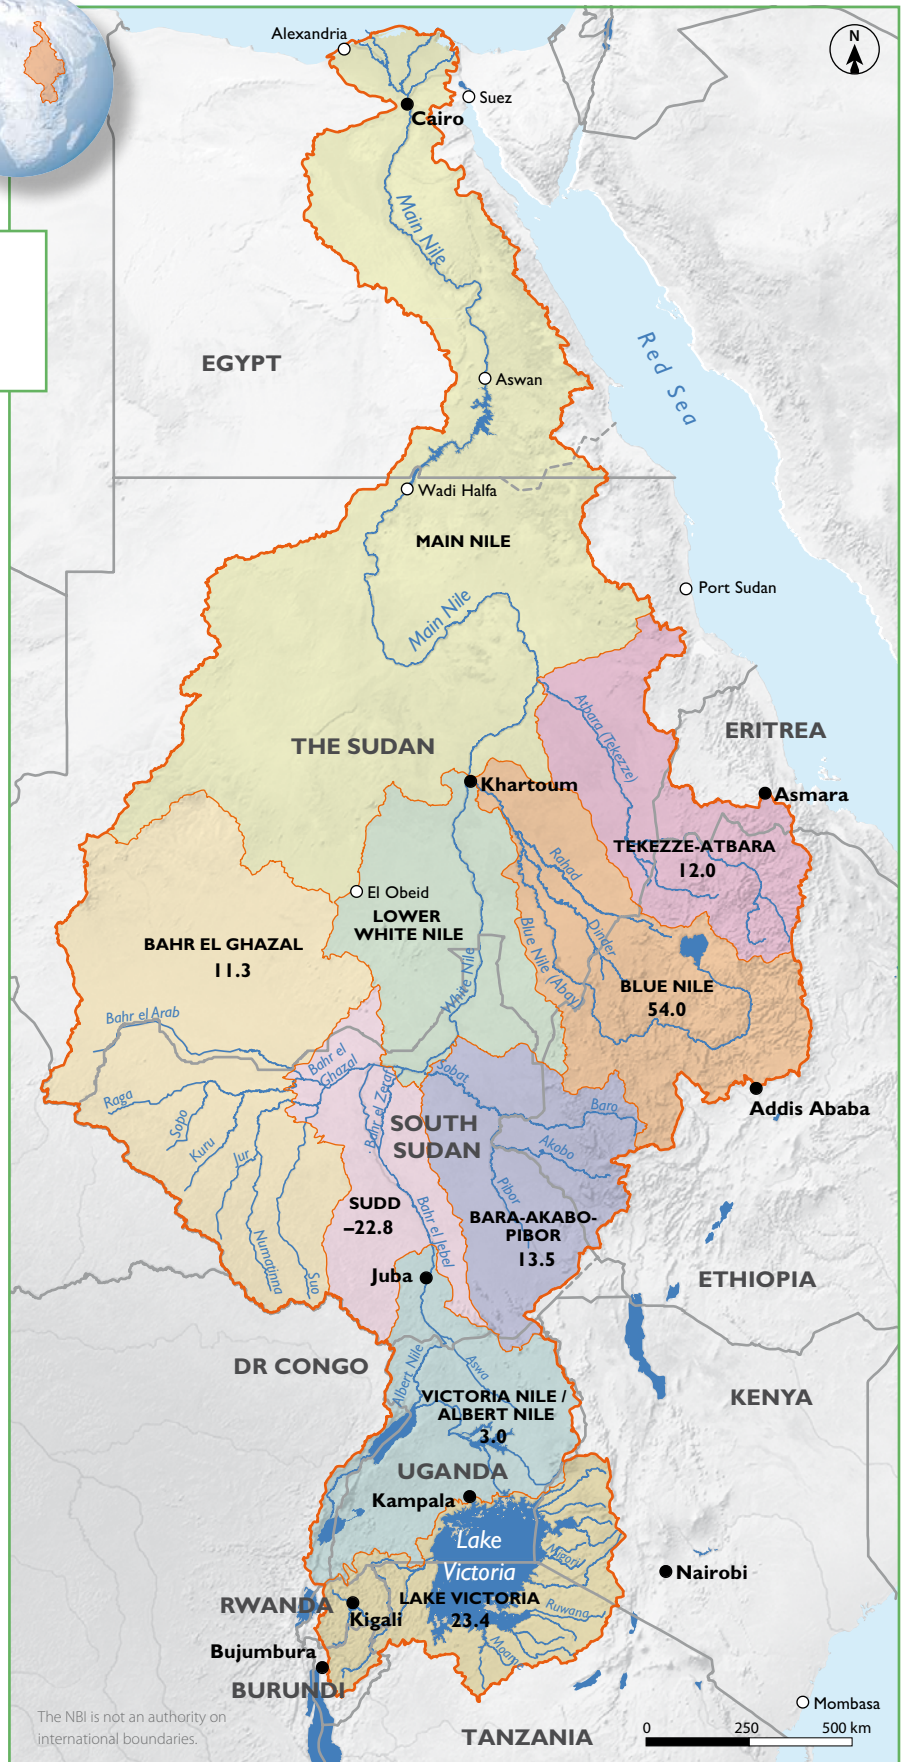 Alexandria
N
Suez
Cairo
Main Nile
Red Sea
EGYPT
Aswan
Wadi Halfa
MAIN NILE
Port Sudan
Main Nile
Atbara (Tekezze)
ERITREA
THE SUDAN
Khartoum
Asmara
TEKEZZE-ATBARA
12.0
Rahad
El Obeid
LOWER
WHITE NILE
Dinder
BAHR EL GHAZAL
11.3
Blue Nile (Abay)
White Nile
BLUE NILE
54.0
Bahr el Arab
Bahr el
Ghazal
Sobat
Raga
Baro
Addis Ababa
Sopo
Bahr el Zeraf
SOUTH
SUDAN
Kuru
Jur
Akobo
Pibor
SUDD
–22.8
BARA-AKABO-
PIBOR
13.5
Bahr el Jebel
Numatinna
Suo
Juba
ETHIOPIA
DR CONGO
Albert Nile
Aswa
KENYA
VICTORIA NILE /
ALBERT NILE
3.0
UGANDA
Kampala
Lake
Victoria
Migori
Nairobi
RWANDA
Kigali
LAKE VICTORIA
23.4
Ruwana
Moame
Bujumbura
BURUNDI
Mombasa
The NBI is not an authority on
international boundaries.
TANZANIA
0 250 500 km